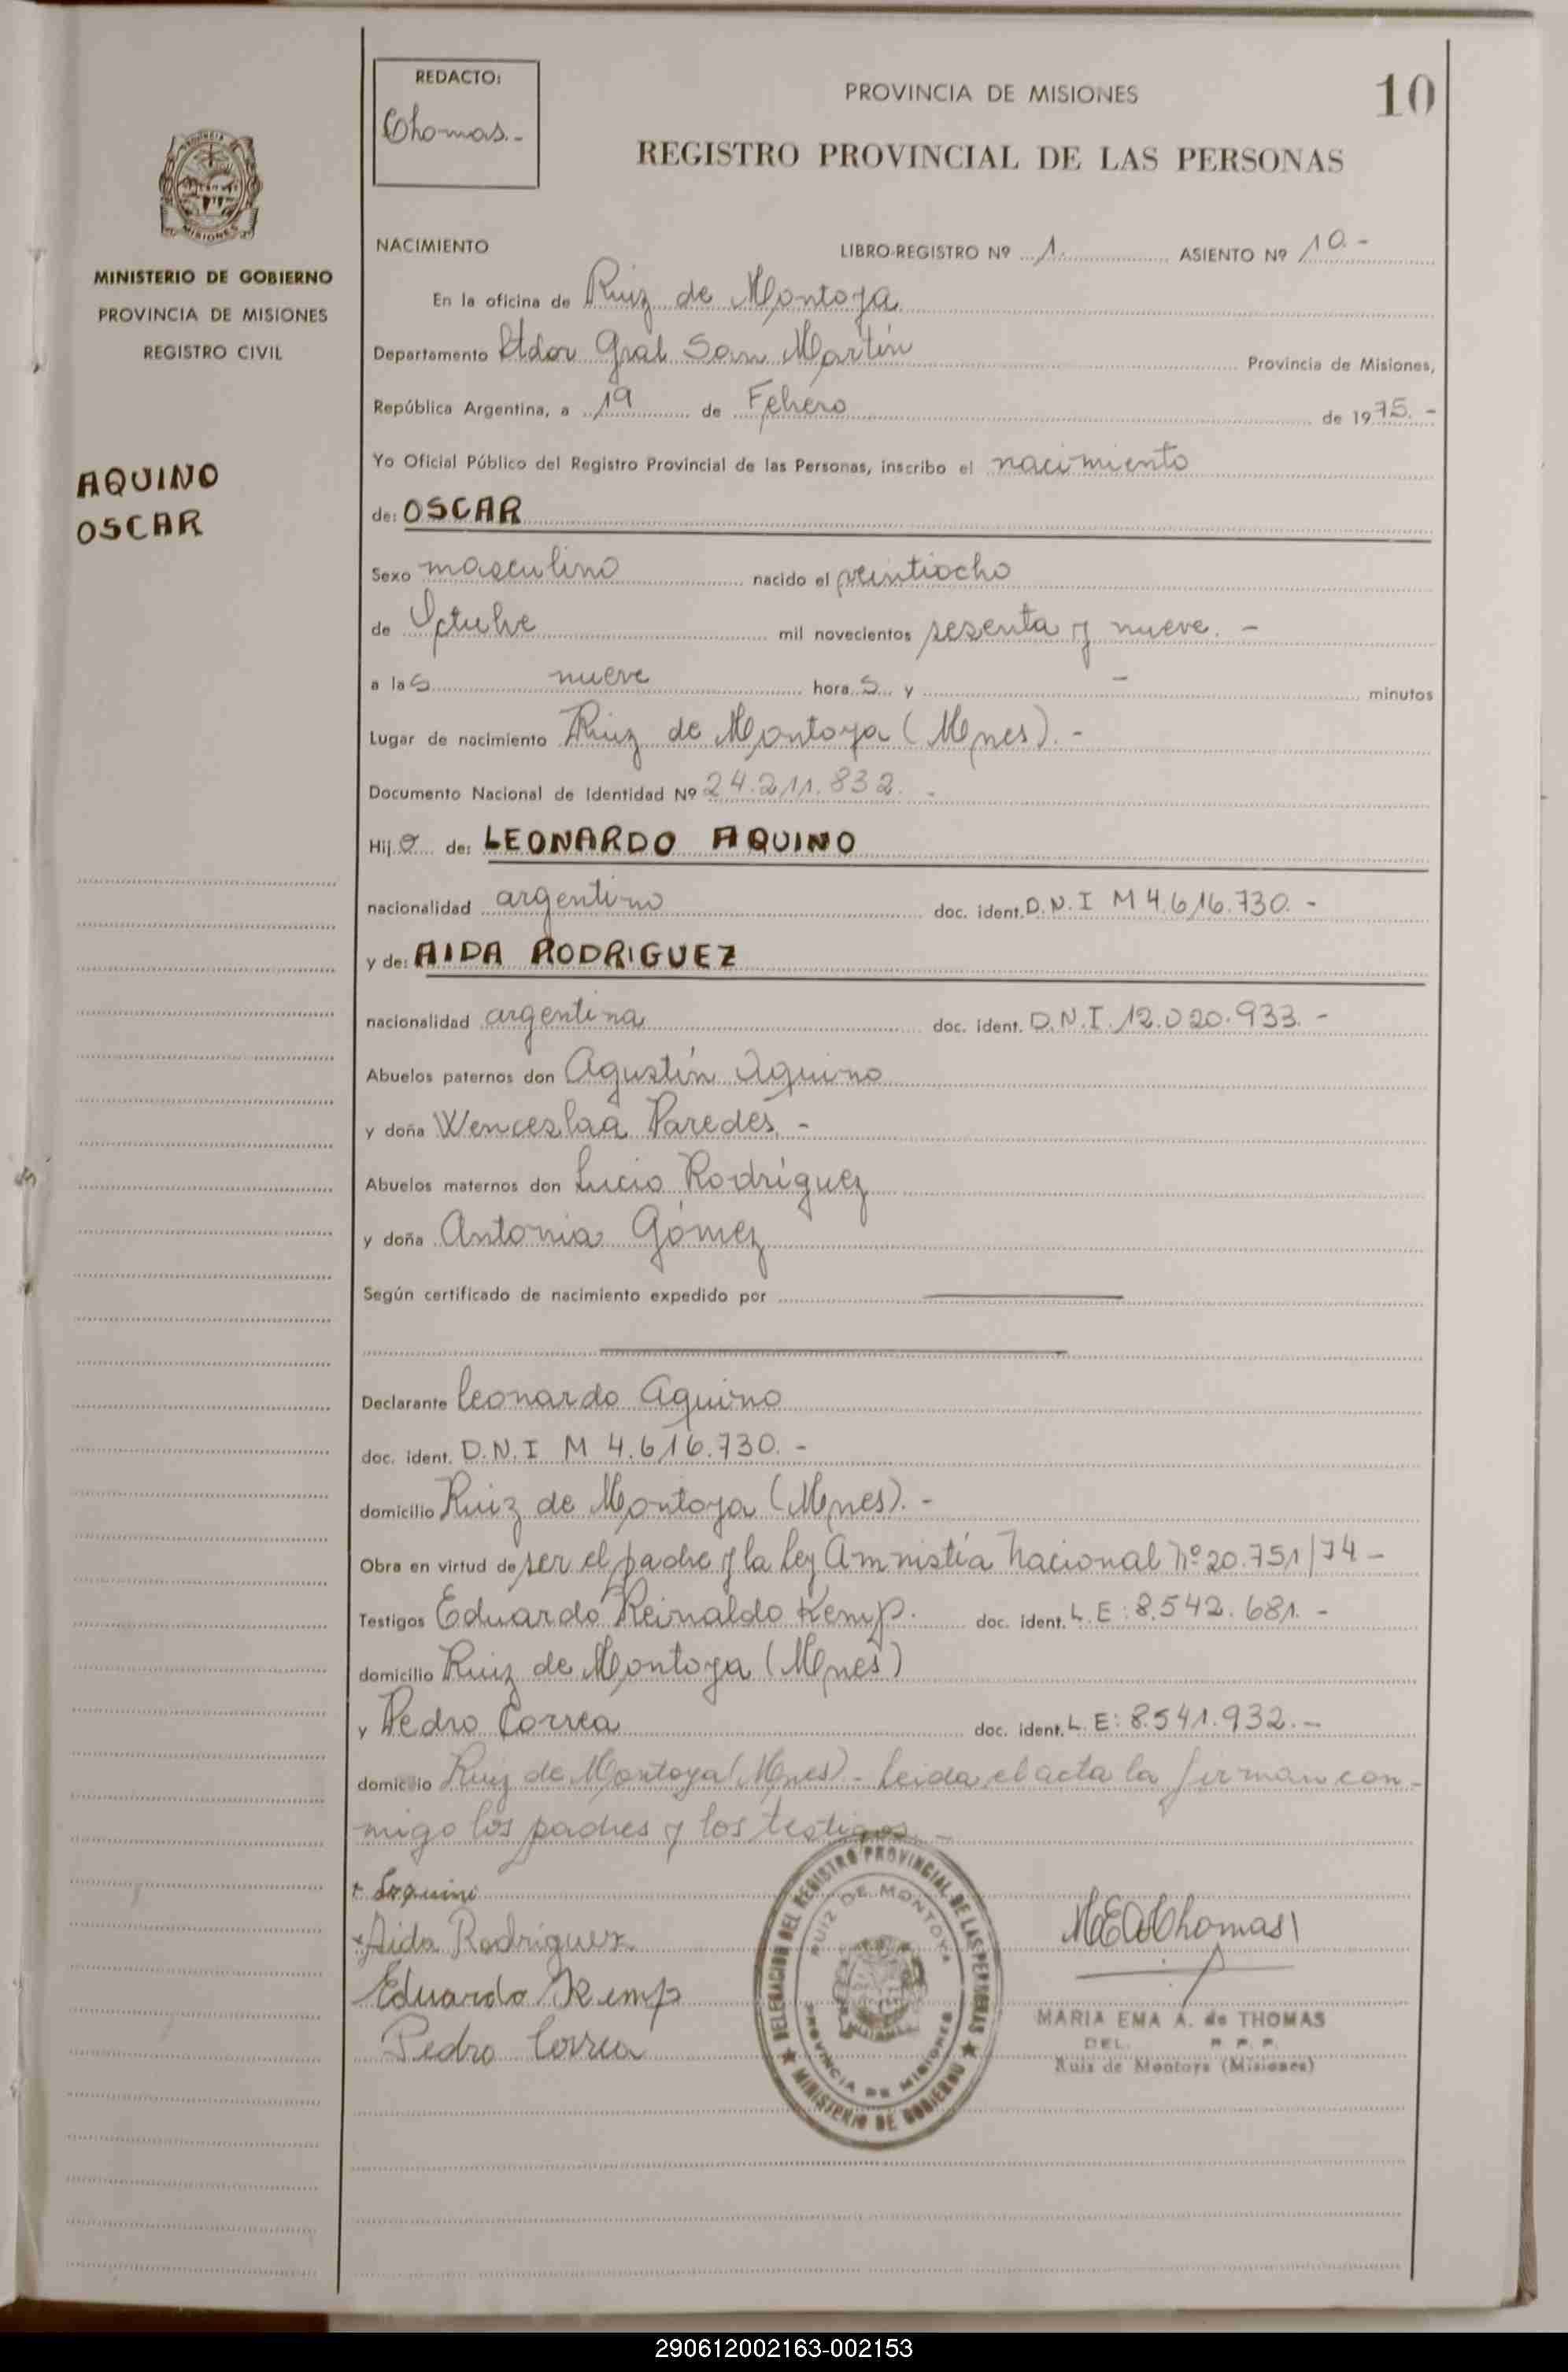 10
REDACTO:
Thomas.-
PROVINCIA DE MISIONES
REGISTRO PROVINCIAL DE LAS PERSONAS
MISIONES
MINISTERIO DE GOBIERNO
PROVINCIA DE MISIONES
REGISTRO CIVIL
AQUINO
OSCAR
NACIMIENTO LIBRO-REGISTRO Nº 1. ASIENTO Nº 10.-
En la oficina de Ruiz de Montoya
Departamento Ltdor Gral San Martín Provincia de Misiones,
República Argentina, a 19 de Febrero de 1975.-
Yo Oficial Público del Registro Provincial de las Personas, inscribo el nacimiento
de: OSCAR
Sexo masculino nacido el veintiocho
de Octubre mil novecientos sesenta y nueve.-
a las nueve horas y - minutos
Lugar de nacimiento Ruiz de Montoya (Mnes).-
Documento Nacional de Identidad Nº 24.211.832.-
Hijo de: LEONARDO AQUINO
nacionalidad argentino doc. ident. D.N.I M 4.616.730.-
y de: AIDA RODRIGUEZ
nacionalidad argentina doc. ident. D.N.I. 12.020.933.-
Abuelos paternos don Agustín Aquino
y doña Wenceslaa Paredes.-
Abuelos maternos don Lucio Rodríguez
y doña Antonia Gómez
Según certificado de nacimiento expedido por
Declarante Leonardo Aquino
doc. ident. D.N.I M 4.616.730.-
domicilio Ruiz de Montoya (Mnes).-
Obra en virtud de ser el padre y la Ley Amnistía Nacional Nº 20.751/74-
Testigos Eduardo Reinaldo Kemp. doc. ident. L.E: 8.542.681.-
domicilio Ruiz de Montoya (Mnes)
y Pedro Correa doc. ident. L.E: 8.541.932.-
domicilio Ruiz de Montoya (Mnes).- Leida el acta la firman con-
migo los padres y los testigos.-
Aida Rodriguez
Eduardo Kemp
Pedro Correa
DELEGACION DEL REGISTRO PROVINCIAL DE LAS PERSONAS
MINISTERIO DE GOBIERNO
RUIZ DE MONTOYA
PROVINCIA DE MISIONES
MEAdeThomas
MARIA EMA A. de THOMAS
DEL. R. P. P.
Ruiz de Montoya (Misiones)
290612002163-002153